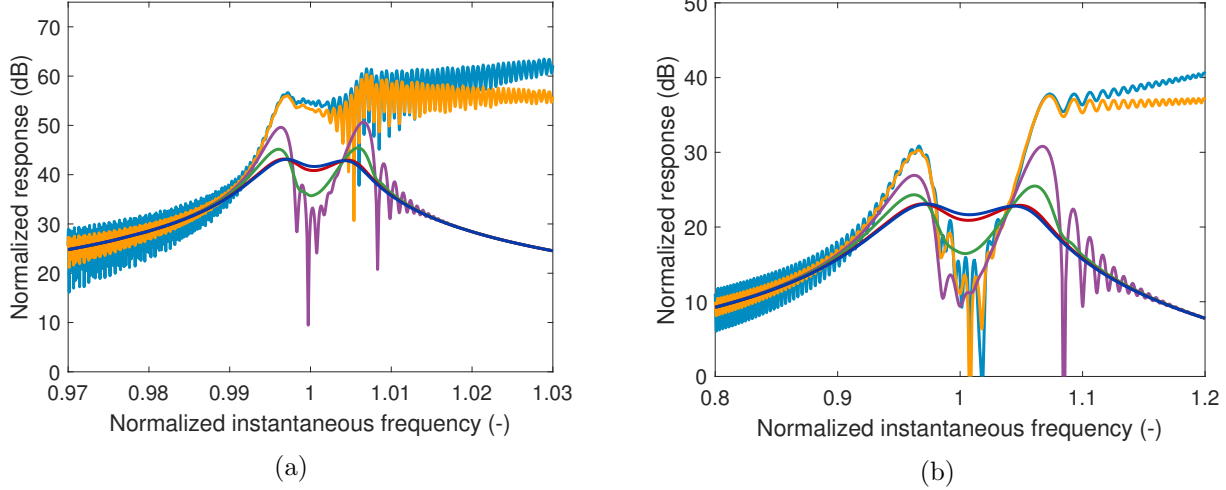 Normalized response (dB)
70
60
50
40
30
20
10
0
0.97 0.98 0.99 1 1.01 1.02 1.03
Normalized instantaneous frequency (-)
(a)
Normalized response (dB)
50
40
30
20
10
0
0.8 0.9 1 1.1 1.2
Normalized instantaneous frequency (-)
(b)